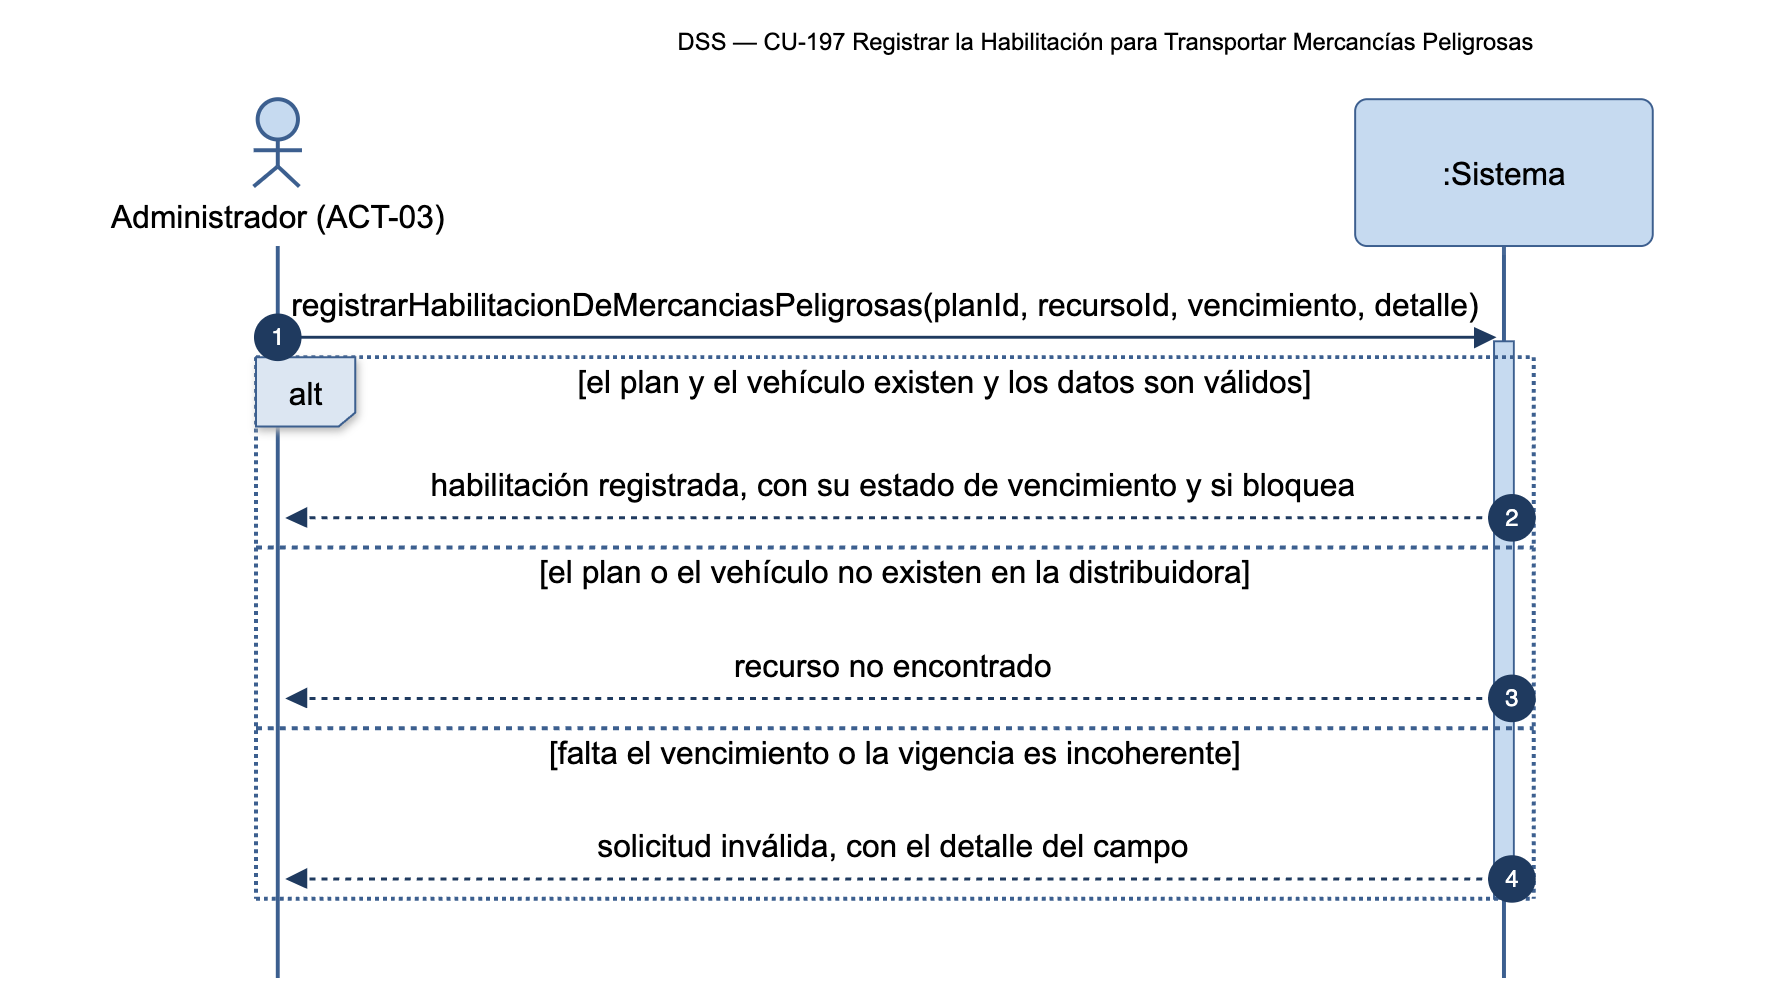 DSS — CU-197 Registrar la Habilitación para Transportar Mercancías Peligrosas
Administrador (ACT-03)
:Sistema
registrarHabilitacionDeMercanciasPeligrosas(planId, recursoId, vencimiento, detalle)
1
alt
[el plan y el vehículo existen y los datos son válidos]
habilitación registrada, con su estado de vencimiento y si bloquea
2
[el plan o el vehículo no existen en la distribuidora]
recurso no encontrado
3
[falta el vencimiento o la vigencia es incoherente]
solicitud inválida, con el detalle del campo
4